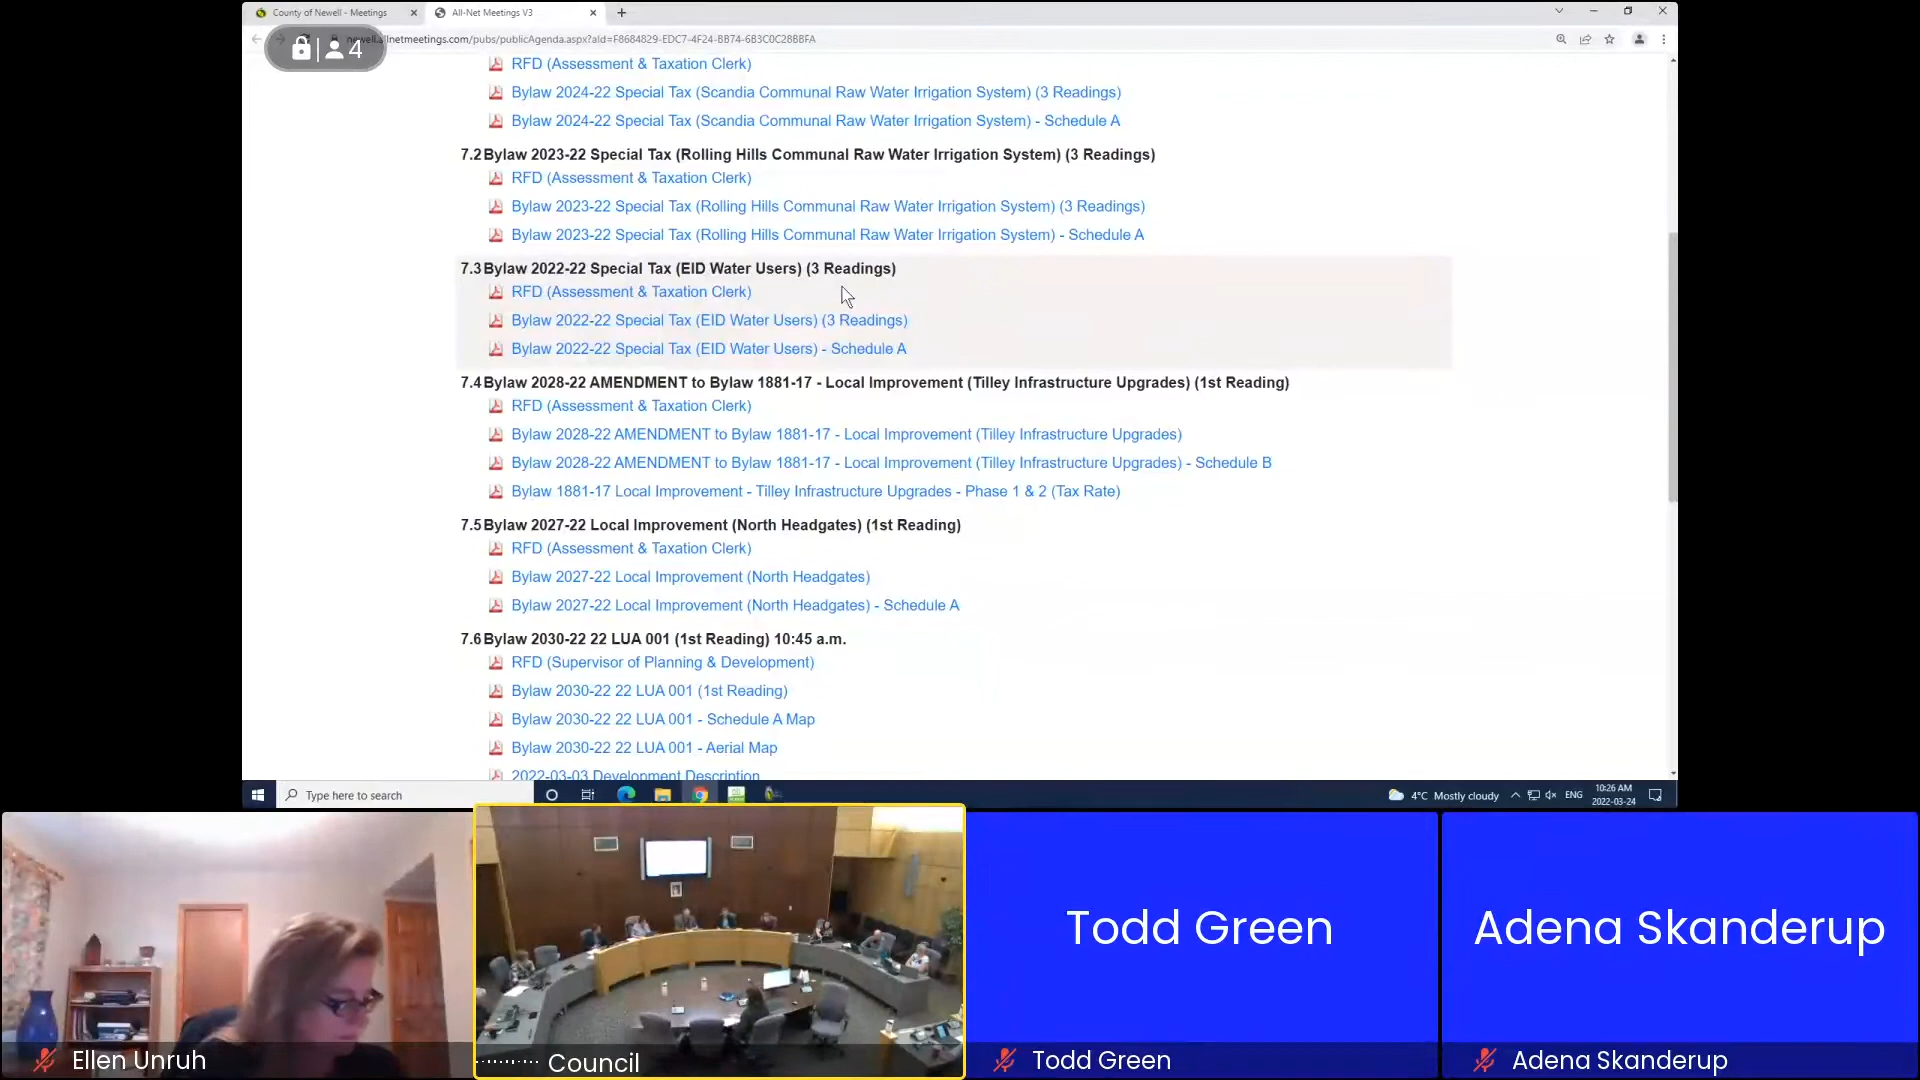 County of Newell - Meetings
All-Net Meetings V3
4
newell.allnetmeetings.com/pubs/publicAgenda.aspx?aId=F8684829-EDC7-4F24-BB74-6B3C0C28BBFA
RFD (Assessment & Taxation Clerk)
Bylaw 2024-22 Special Tax (Scandia Communal Raw Water Irrigation System) (3 Readings)
Bylaw 2024-22 Special Tax (Scandia Communal Raw Water Irrigation System) - Schedule A
7.2 Bylaw 2023-22 Special Tax (Rolling Hills Communal Raw Water Irrigation System) (3 Readings)
RFD (Assessment & Taxation Clerk)
Bylaw 2023-22 Special Tax (Rolling Hills Communal Raw Water Irrigation System) (3 Readings)
Bylaw 2023-22 Special Tax (Rolling Hills Communal Raw Water Irrigation System) - Schedule A
7.3 Bylaw 2022-22 Special Tax (EID Water Users) (3 Readings)
RFD (Assessment & Taxation Clerk)
Bylaw 2022-22 Special Tax (EID Water Users) (3 Readings)
Bylaw 2022-22 Special Tax (EID Water Users) - Schedule A
7.4 Bylaw 2028-22 AMENDMENT to Bylaw 1881-17 - Local Improvement (Tilley Infrastructure Upgrades) (1st Reading)
RFD (Assessment & Taxation Clerk)
Bylaw 2028-22 AMENDMENT to Bylaw 1881-17 - Local Improvement (Tilley Infrastructure Upgrades)
Bylaw 2028-22 AMENDMENT to Bylaw 1881-17 - Local Improvement (Tilley Infrastructure Upgrades) - Schedule B
Bylaw 1881-17 Local Improvement - Tilley Infrastructure Upgrades - Phase 1 & 2 (Tax Rate)
7.5 Bylaw 2027-22 Local Improvement (North Headgates) (1st Reading)
RFD (Assessment & Taxation Clerk)
Bylaw 2027-22 Local Improvement (North Headgates)
Bylaw 2027-22 Local Improvement (North Headgates) - Schedule A
7.6 Bylaw 2030-22 22 LUA 001 (1st Reading) 10:45 a.m.
RFD (Supervisor of Planning & Development)
Bylaw 2030-22 22 LUA 001 (1st Reading)
Bylaw 2030-22 22 LUA 001 - Schedule A Map
Bylaw 2030-22 22 LUA 001 - Aerial Map
2022-03-03 Development Description
Type here to search
4°C Mostly cloudy
ENG
10:26 AM
2022-03-24
Todd Green
Adena Skanderup
Ellen Unruh
Council
Todd Green
Adena Skanderup